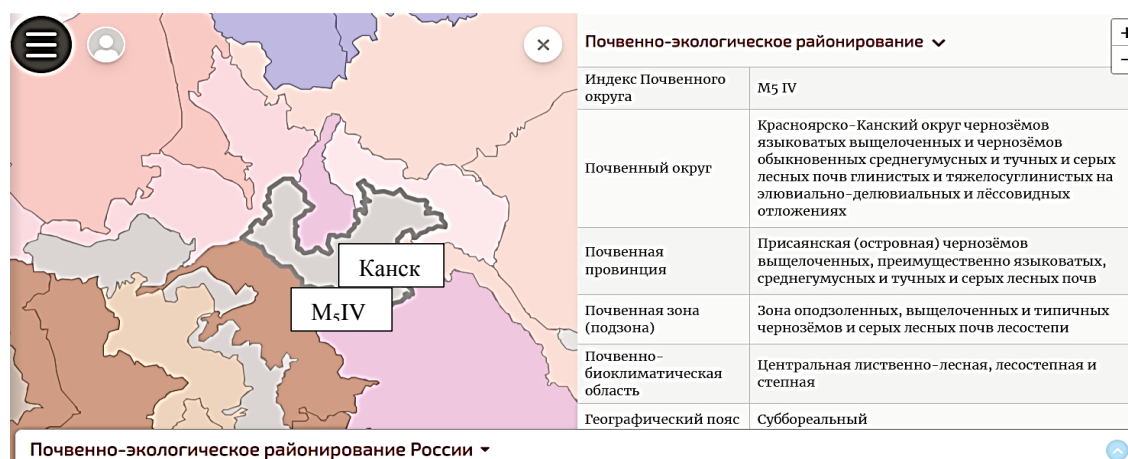 Почвенно-экологическое районирование
Индекс Почвенного
округа
М5 IV
Почвенный округ
Красноярско-Канский округ чернозёмов
языковатых выщелоченных и чернозёмов
обыкновенных среднегумусных и тучных и серых
лесных почв глинистых и тяжелосуглинистых на
элювиально-делювиальных и лёссовидных
отложениях
Почвенная
провинция
Присаянская (островная) чернозёмов
выщелоченных, преимущественно языковатых,
среднегумусных и тучных и серых лесных почв
Почвенная зона
(подзона)
Зона оподзоленных, выщелоченных и типичных
чернозёмов и серых лесных почв лесостепи
Почвенно-
биоклиматическая
область
Центральная лиственно-лесная, лесостепная и
степная
Географический пояс
Суббореальный
Канск
М₅IV
Почвенно-экологическое районирование России